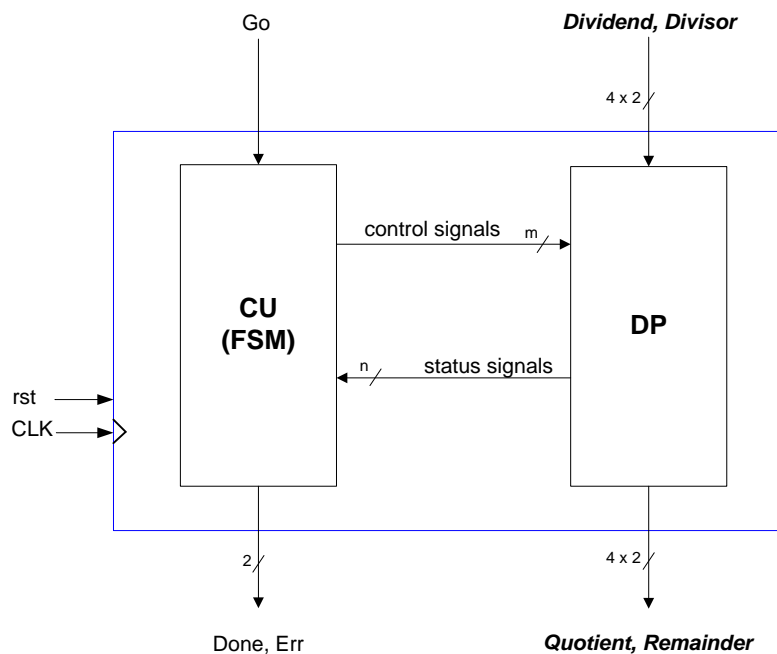 Go
Dividend, Divisor
4 x 2
control signals
m
CU
(FSM)
DP
n
status signals
rst
CLK
2
4 x 2
Done, Err
Quotient, Remainder